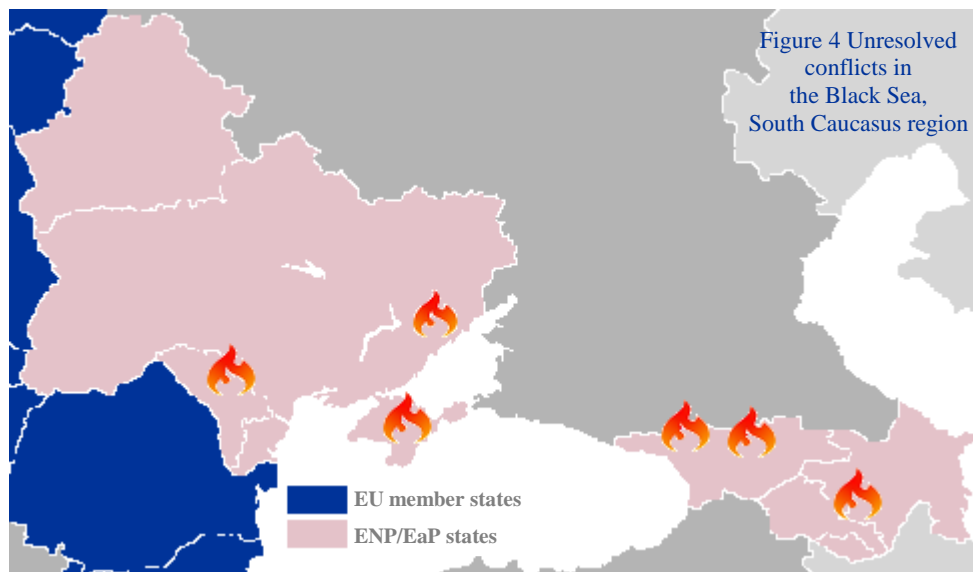 Figure 4 Unresolved
conflicts in
the Black Sea,
South Caucasus region
EU member states
ENP/EaP states